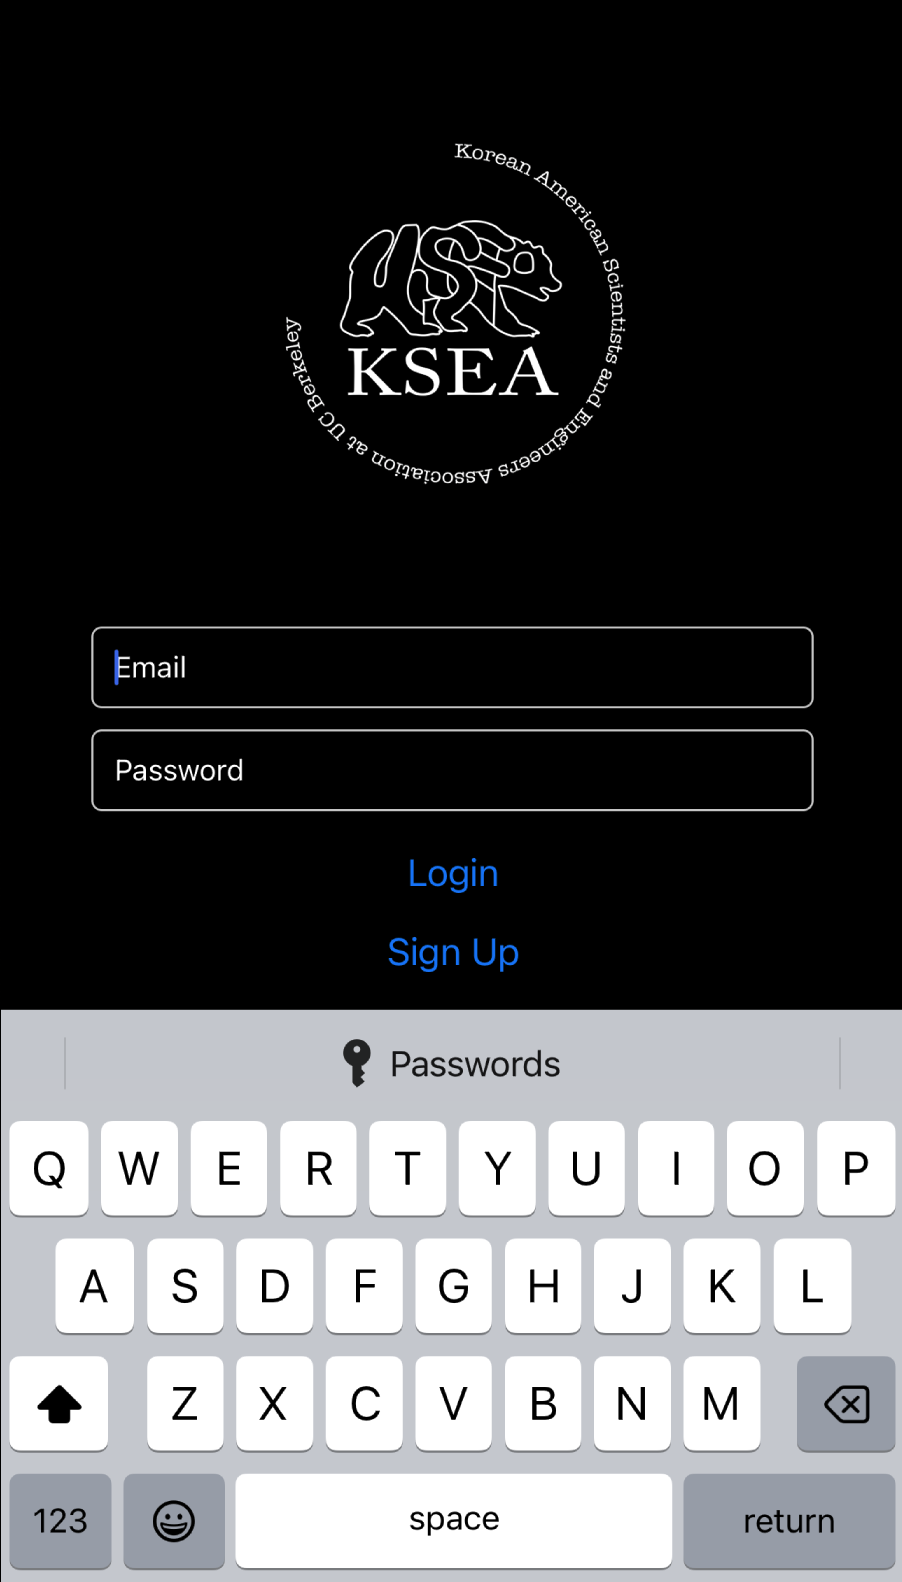 Korean American Scientists and Engineers Association at UC Berkeley
KSEA
Email
Password
Login
Sign Up
Passwords
Q W E R T Y U I O P
A S D F G H J K L
Z X C V B N M
123 space return